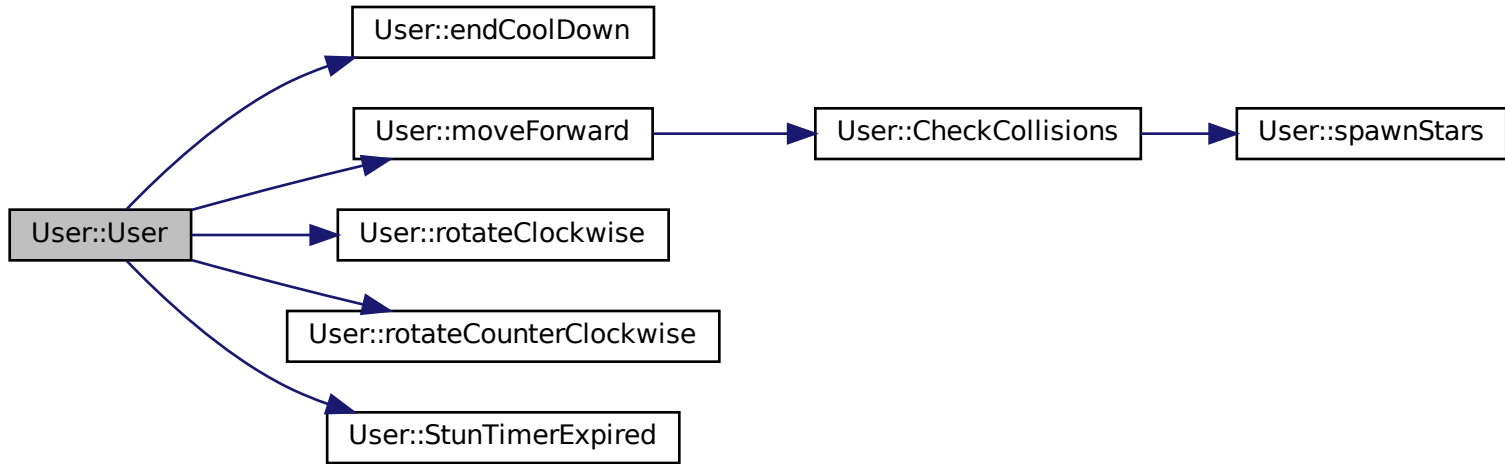 User::endCoolDown
User::moveForward
User::CheckCollisions
User::spawnStars
User::User
User::rotateClockwise
User::rotateCounterClockwise
User::StunTimerExpired